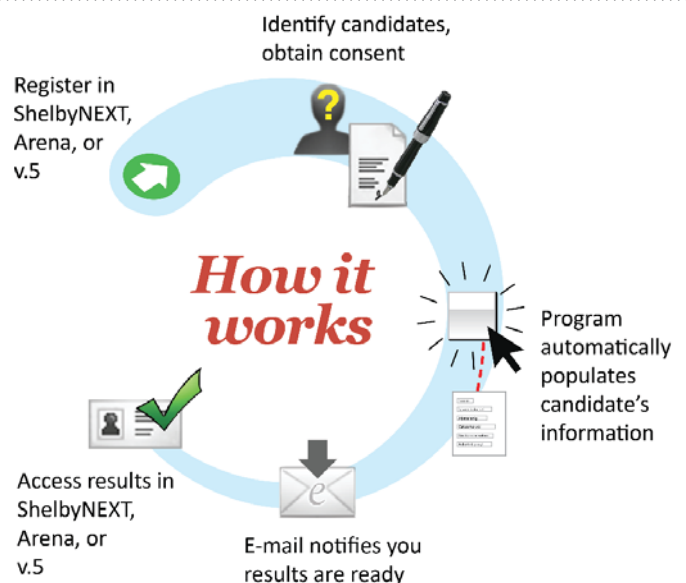 Identify candidates,
obtain consent
Register in
ShelbyNEXT,
Arena, or
v.5
?
How it
works
Program
automatically
populates
candidate's
information
e
E-mail notifies you
results are ready
Access results in
ShelbyNEXT,
Arena, or
v.5